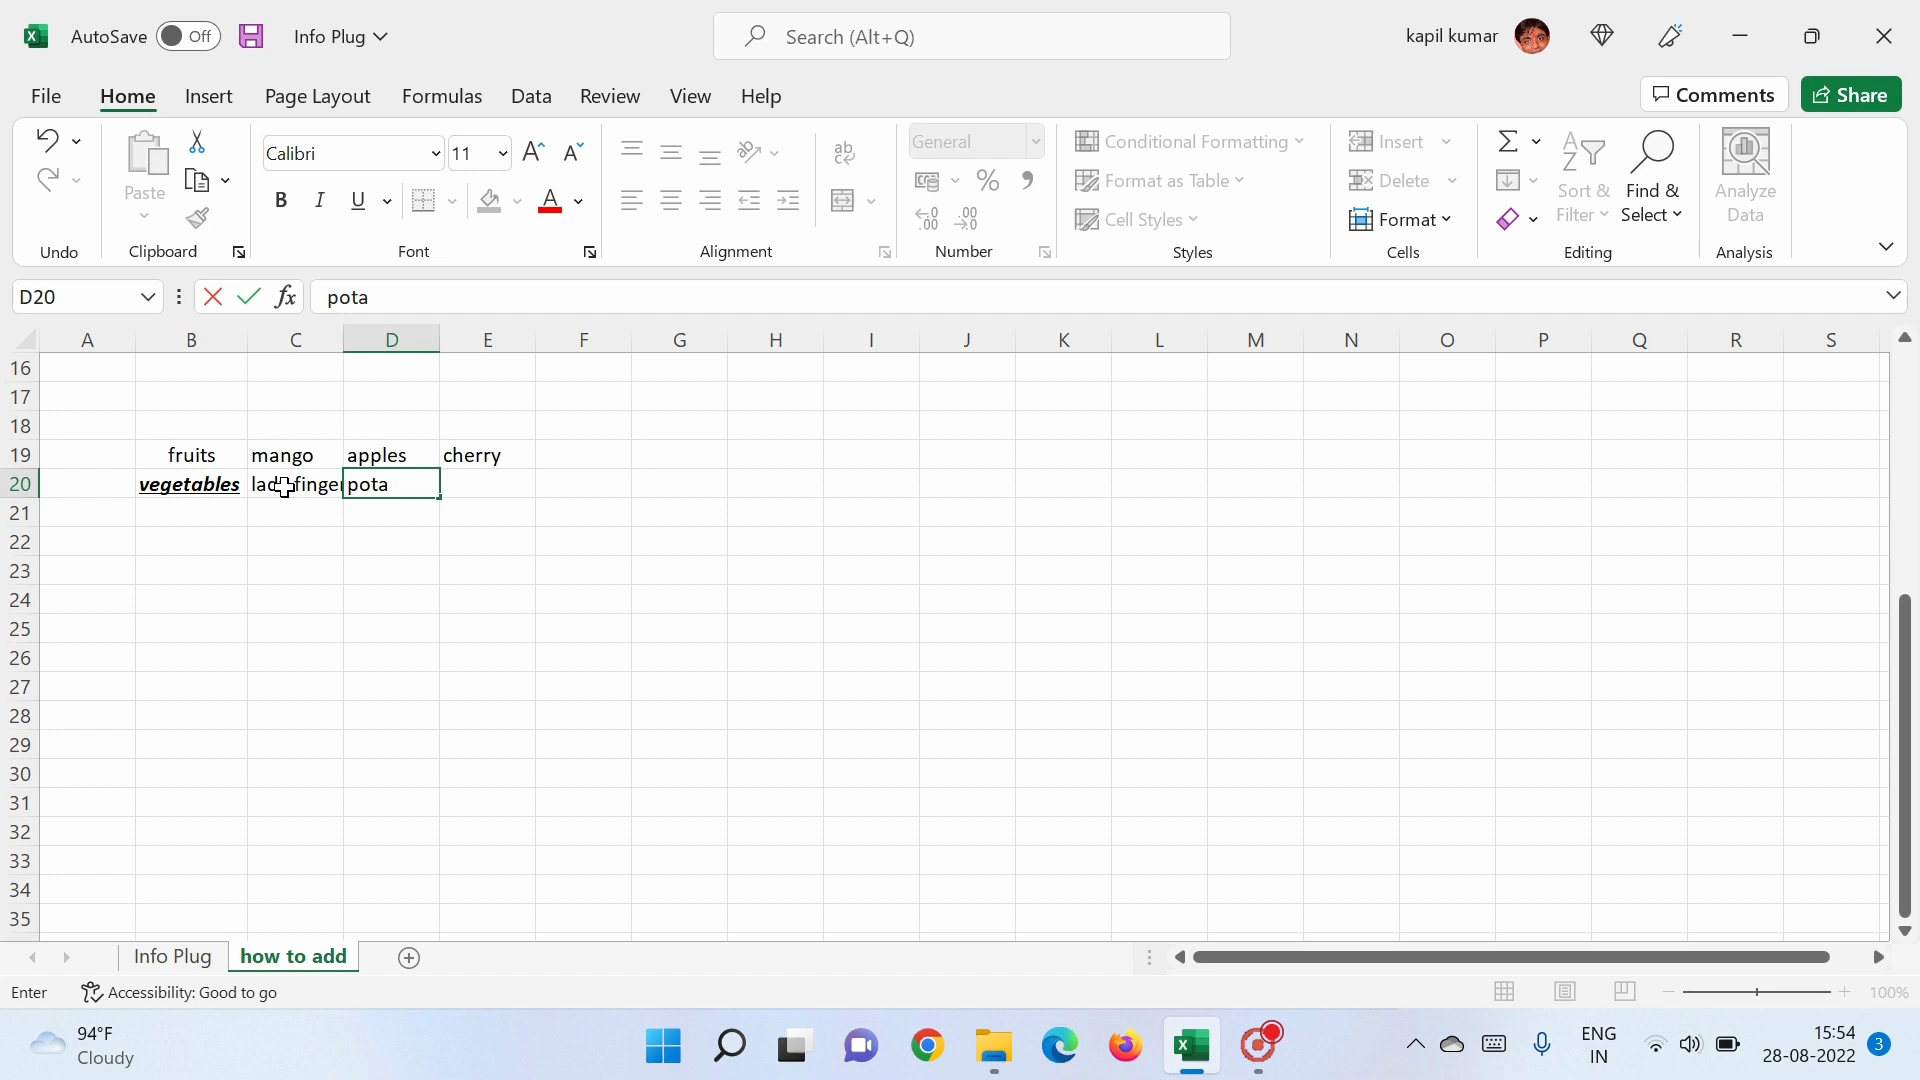 AutoSave Off Info Plug Search (Alt+Q) kapil kumar
File Home Insert Page Layout Formulas Data Review View Help Comments Share
Paste Calibri 11 General Conditional Formatting Insert
B I U ab Format as Table Delete Sort & Find & Analyze
Cell Styles Format Filter Select Data
Undo Clipboard Font Alignment Number Styles Cells Editing Analysis
D20 fx pota
A B C D E F G H I J K L M N O P Q R S
16
17
18
19 fruits mango apples cherry
20 vegetables finger pota
21
22
23
24
25
26
27
28
29
30
31
32
33
34
35
Info Plug how to add
Enter Accessibility: Good to go 100%
94°F ENG 15:54
Cloudy IN 28-08-2022 3